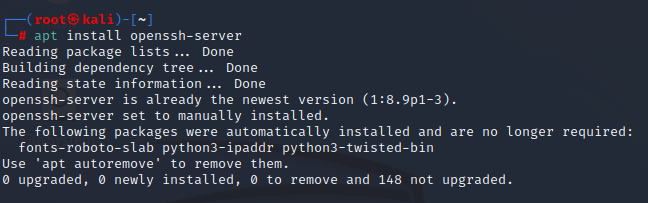 ┌──(root㉿kali)-[~]
└─# apt install openssh-server
Reading package lists... Done
Building dependency tree... Done
Reading state information... Done
openssh-server is already the newest version (1:8.9p1-3).
openssh-server set to manually installed.
The following packages were automatically installed and are no longer required:
  fonts-roboto-slab python3-ipaddr python3-twisted-bin
Use 'apt autoremove' to remove them.
0 upgraded, 0 newly installed, 0 to remove and 148 not upgraded.